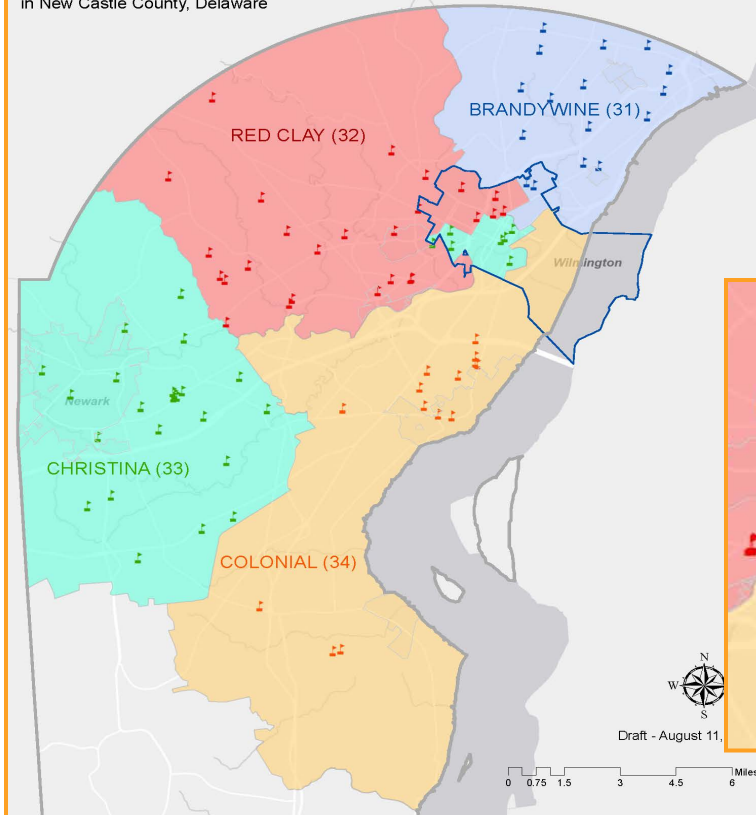 in New Castle County, Delaware
BRANDYWINE (31)
RED CLAY (32)
Wilmington
Newark
CHRISTINA (33)
COLONIAL (34)
N
W
S
Draft - August 11,
Miles
0 0.75 1.5 3 4.5 6